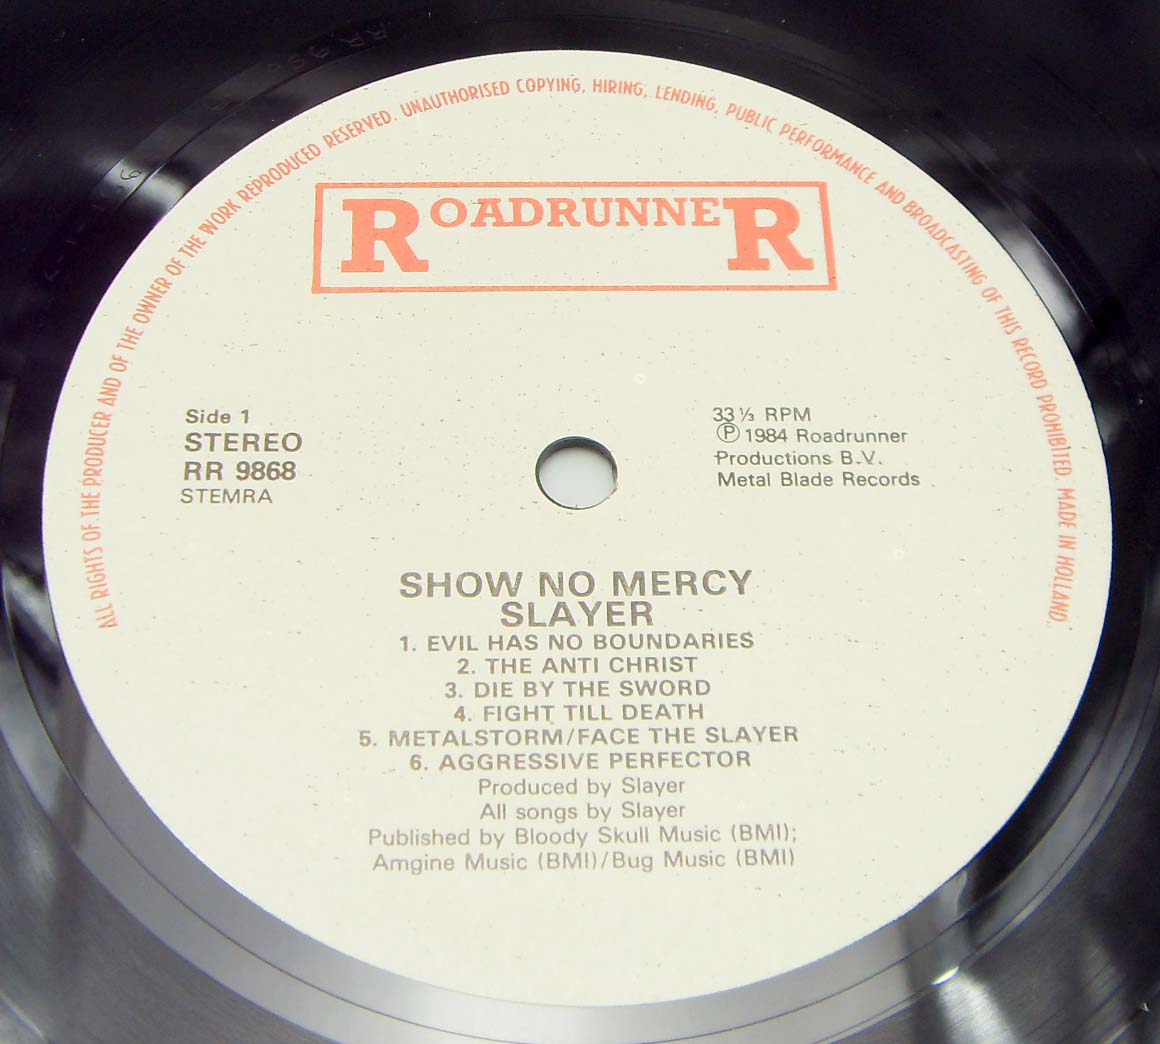 ALL RIGHTS OF THE PRODUCER AND OF THE OWNER OF THE WORK REPRODUCED RESERVED. UNAUTHORISED COPYING, HIRING, LENDING, PUBLIC PERFORMANCE AND BROADCASTING OF THIS RECORD PROHIBITED. MADE IN HOLLAND
ROADRUNNER
Side 1
STEREO
RR 9868
STEMRA
33 ⅓ RPM
Ⓟ 1984 Roadrunner
Productions B.V.
Metal Blade Records
SHOW NO MERCY
SLAYER
1. EVIL HAS NO BOUNDARIES
2. THE ANTI CHRIST
3. DIE BY THE SWORD
4. FIGHT TILL DEATH
5. METALSTORM/FACE THE SLAYER
6. AGGRESSIVE PERFECTOR
Produced by Slayer
All songs by Slayer
Published by Bloody Skull Music (BMI);
Amgine Music (BMI)/Bug Music (BMI)